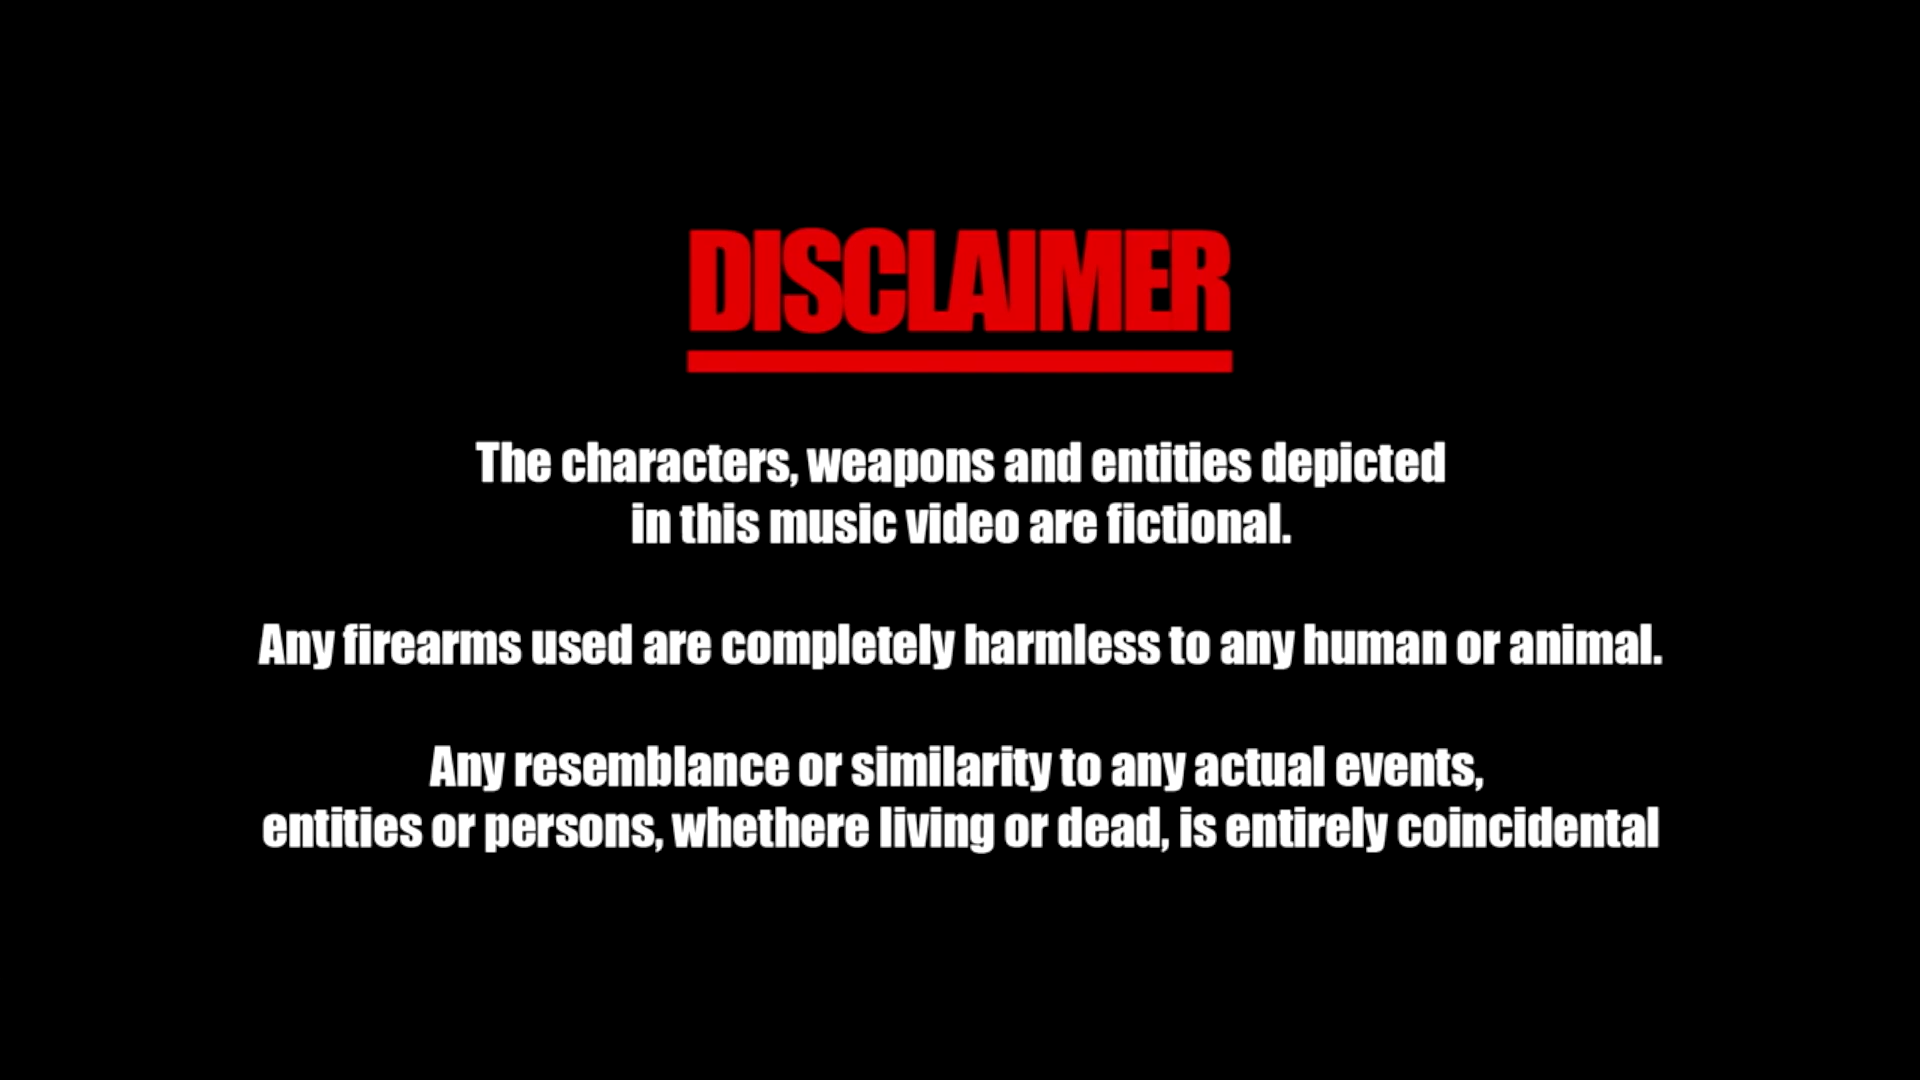 DISCLAIMER
The characters, weapons and entities depicted
in this music video are fictional.
Any firearms used are completely harmless to any human or animal.
Any resemblance or similarity to any actual events,
entities or persons, whethere living or dead, is entirely coincidental